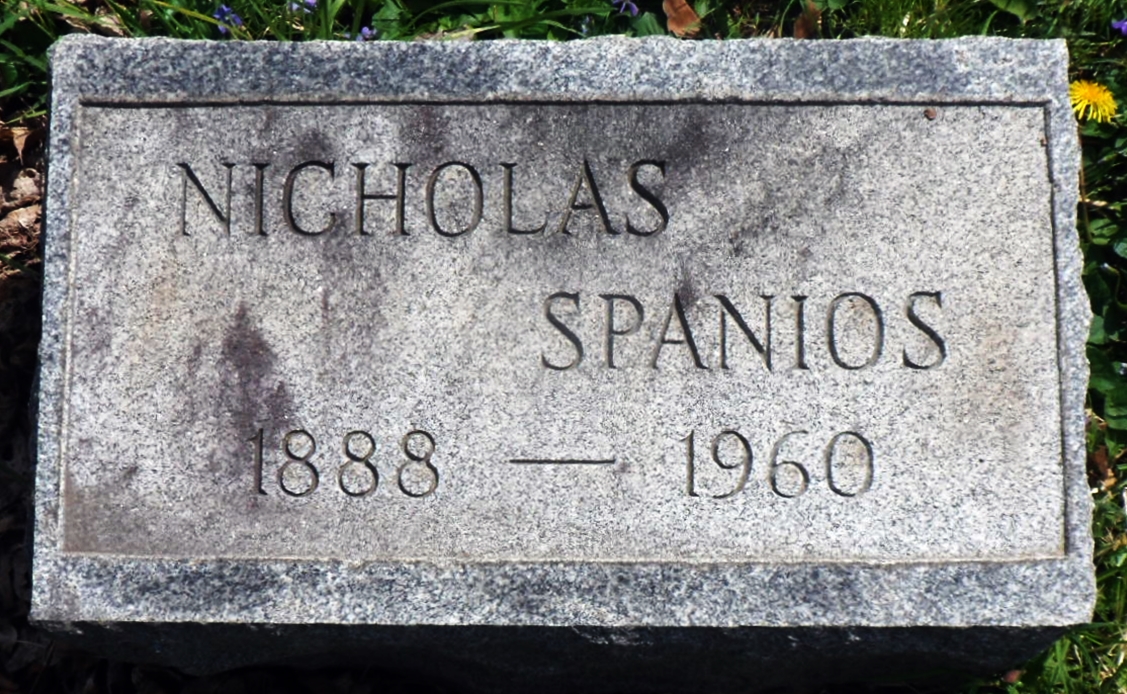 NICHOLAS
SPANIOS
1888 — 1960